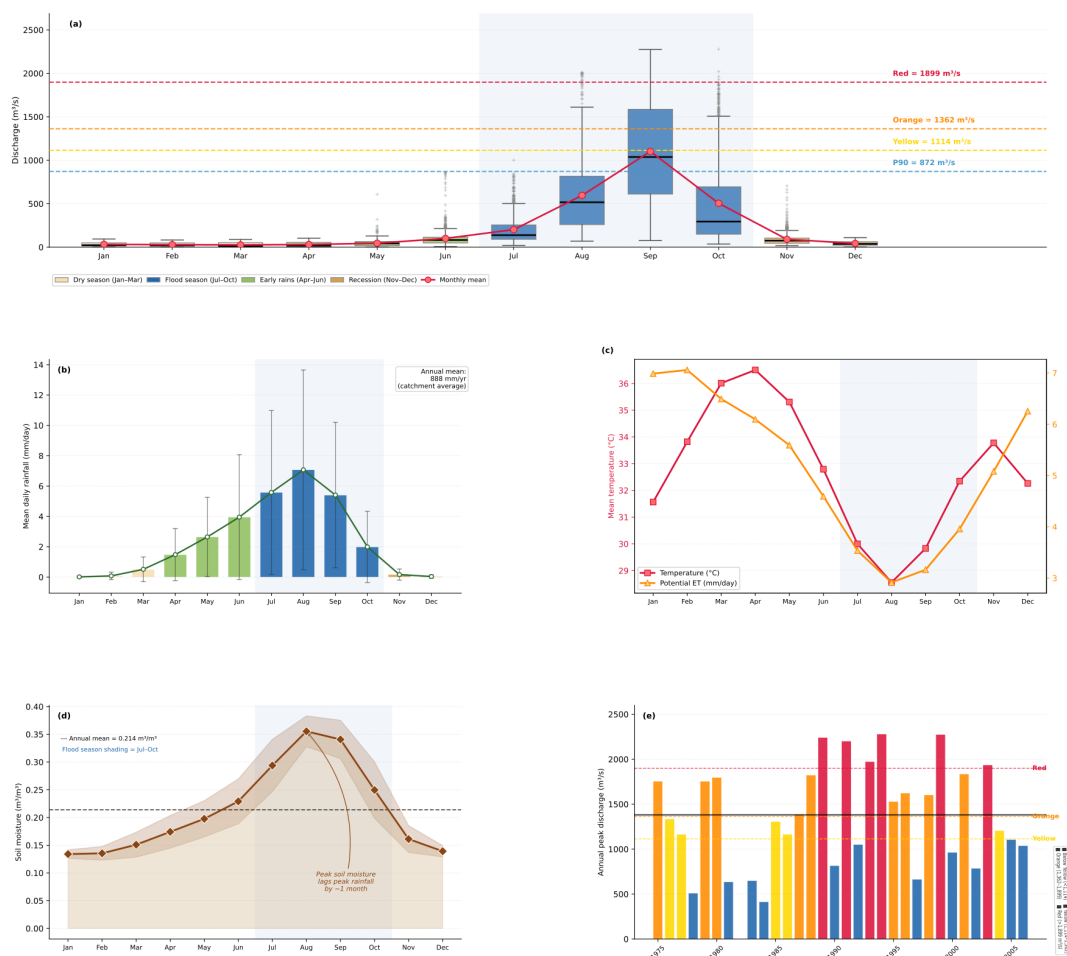 (a)
2500
2000
1500
1000
500
0
Discharge (m³/s)
Red = 1899 m³/s
Orange = 1362 m³/s
Yellow = 1114 m³/s
P90 = 872 m³/s
Jan Feb Mar Apr May Jun Jul Aug Sep Oct Nov Dec
Dry season (Jan–Mar) Flood season (Jul–Oct) Early rains (Apr–Jun) Recession (Nov–Dec) Monthly mean
(b)
14
12
10
8
6
4
2
0
Mean daily rainfall (mm/day)
Annual mean:
888 mm/yr
(catchment average)
Jan Feb Mar Apr May Jun Jul Aug Sep Oct Nov Dec
(c)
36
35
34
33
32
31
30
29
Mean temperature (°C)
7
6
5
4
3
Temperature (°C)
Potential ET (mm/day)
Jan Feb Mar Apr May Jun Jul Aug Sep Oct Nov Dec
(d)
0.40
0.35
0.30
0.25
0.20
0.15
0.10
0.05
0.00
Soil moisture (m³/m³)
Annual mean = 0.214 m³/m³
Flood season shading = Jul–Oct
Peak soil moisture
lags peak rainfall
by ~1 month
Jan Feb Mar Apr May Jun Jul Aug Sep Oct Nov Dec
(e)
2500
2000
1500
1000
500
0
Annual peak discharge (m³/s)
Red
Orange
Yellow
1975 1980 1985 1990 1995 2000 2005